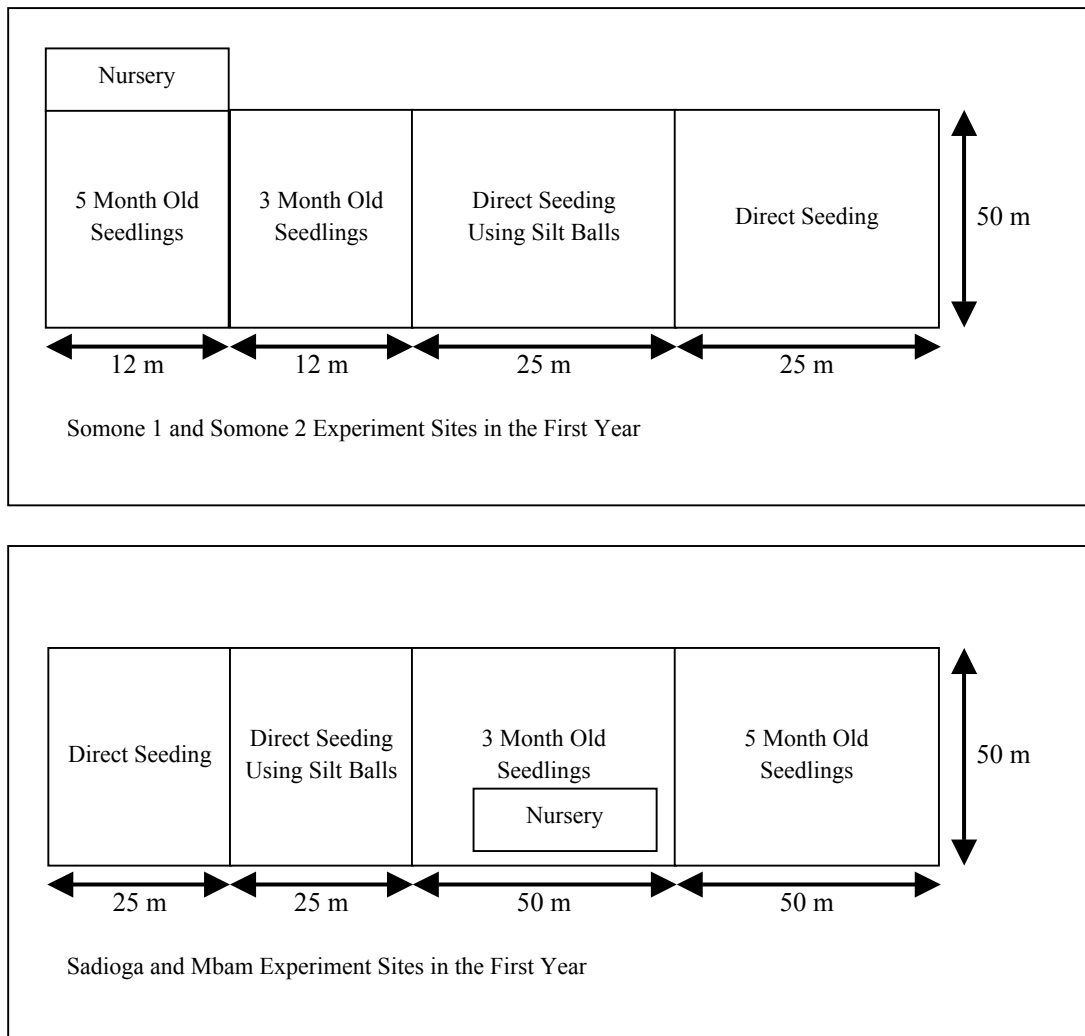 Nursery
5 Month Old
Seedlings
3 Month Old
Seedlings
Direct Seeding
Using Silt Balls
Direct Seeding
50 m
12 m
12 m
25 m
25 m
Somone 1 and Somone 2 Experiment Sites in the First Year
Direct Seeding
Direct Seeding
Using Silt Balls
3 Month Old
Seedlings
Nursery
5 Month Old
Seedlings
50 m
25 m
25 m
50 m
50 m
Sadioga and Mbam Experiment Sites in the First Year